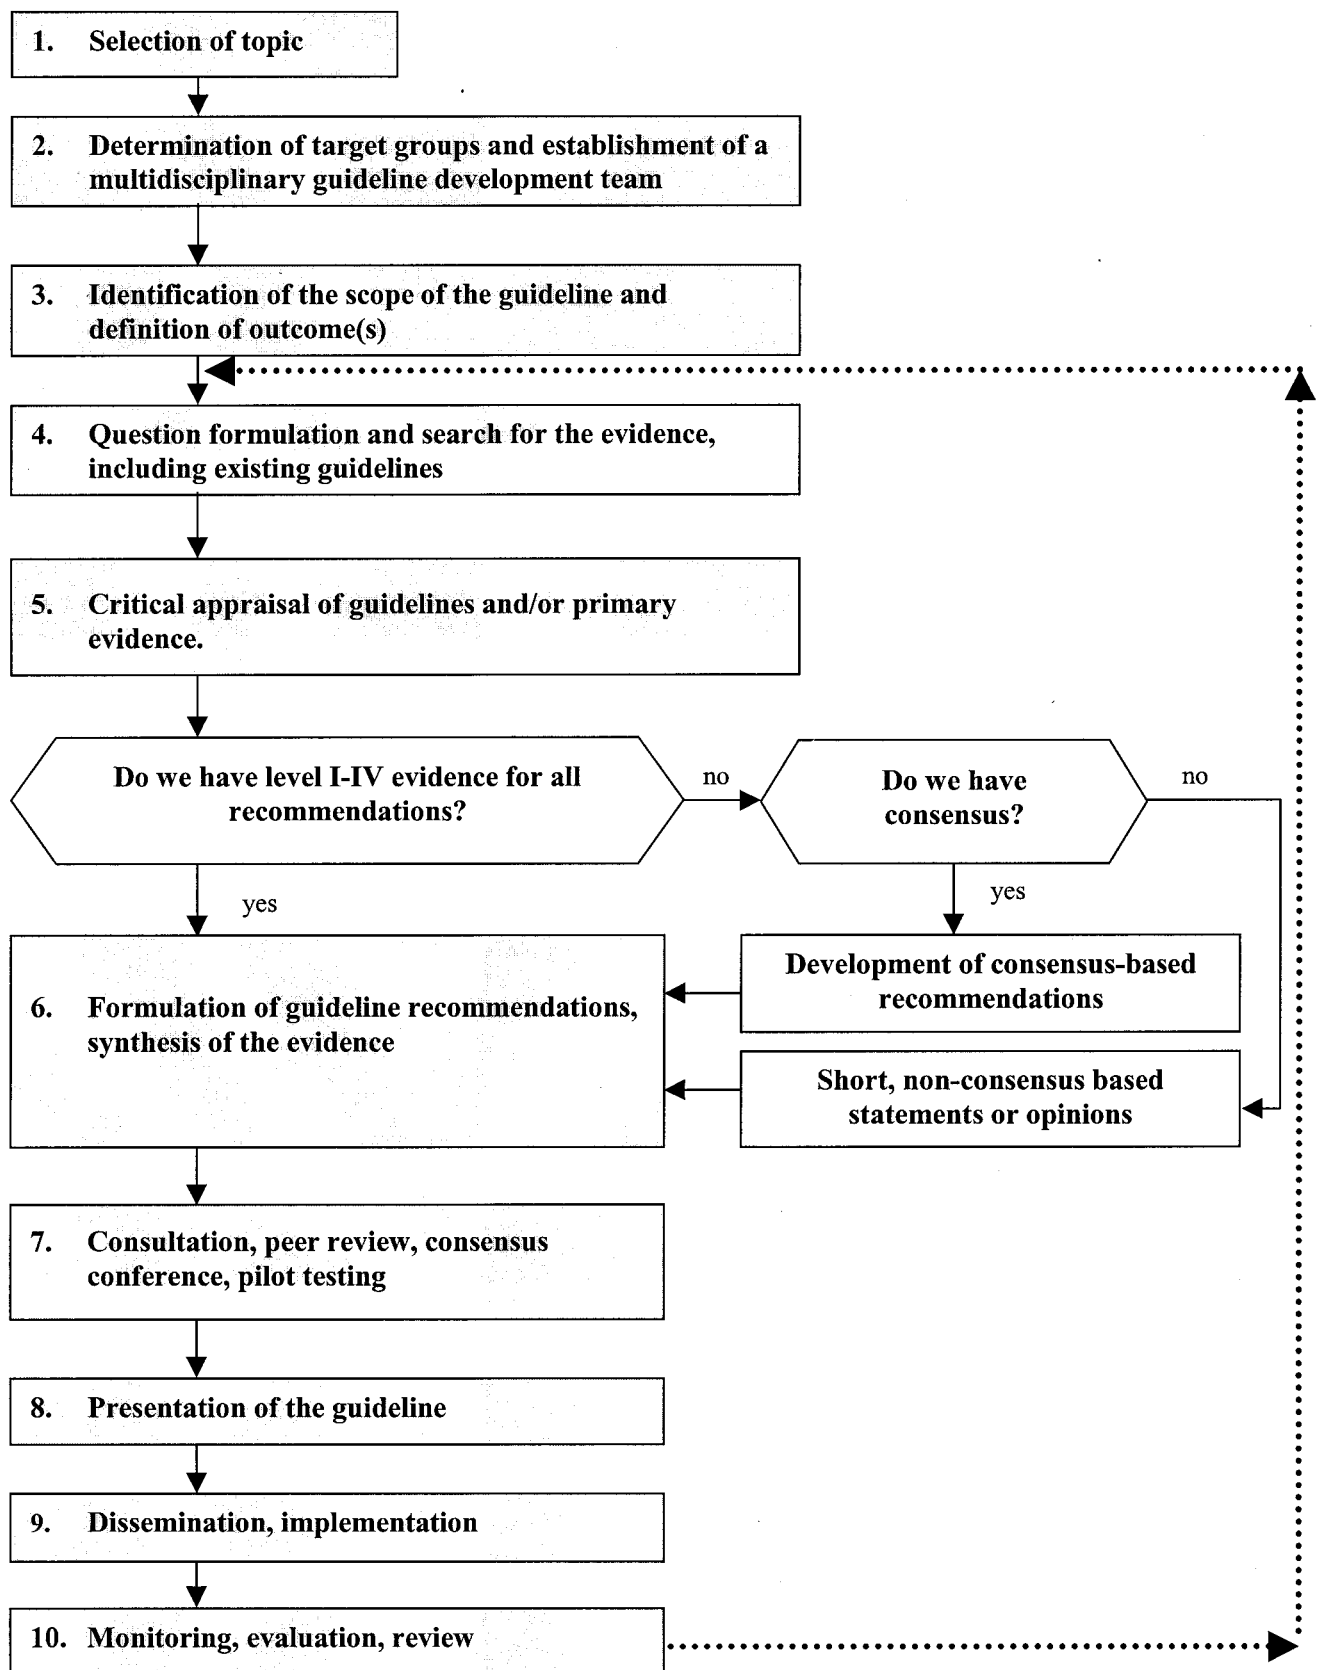 1. Selection of topic
2. Determination of target groups and establishment of a
multidisciplinary guideline development team
3. Identification of the scope of the guideline and
definition of outcome(s)
4. Question formulation and search for the evidence,
including existing guidelines
5. Critical appraisal of guidelines and/or primary
evidence.
Do we have level I-IV evidence for all
recommendations?
no
Do we have
consensus?
no
yes
yes
Development of consensus-based
recommendations
6. Formulation of guideline recommendations,
synthesis of the evidence
Short, non-consensus based
statements or opinions
7. Consultation, peer review, consensus
conference, pilot testing
8. Presentation of the guideline
9. Dissemination, implementation
10. Monitoring, evaluation, review